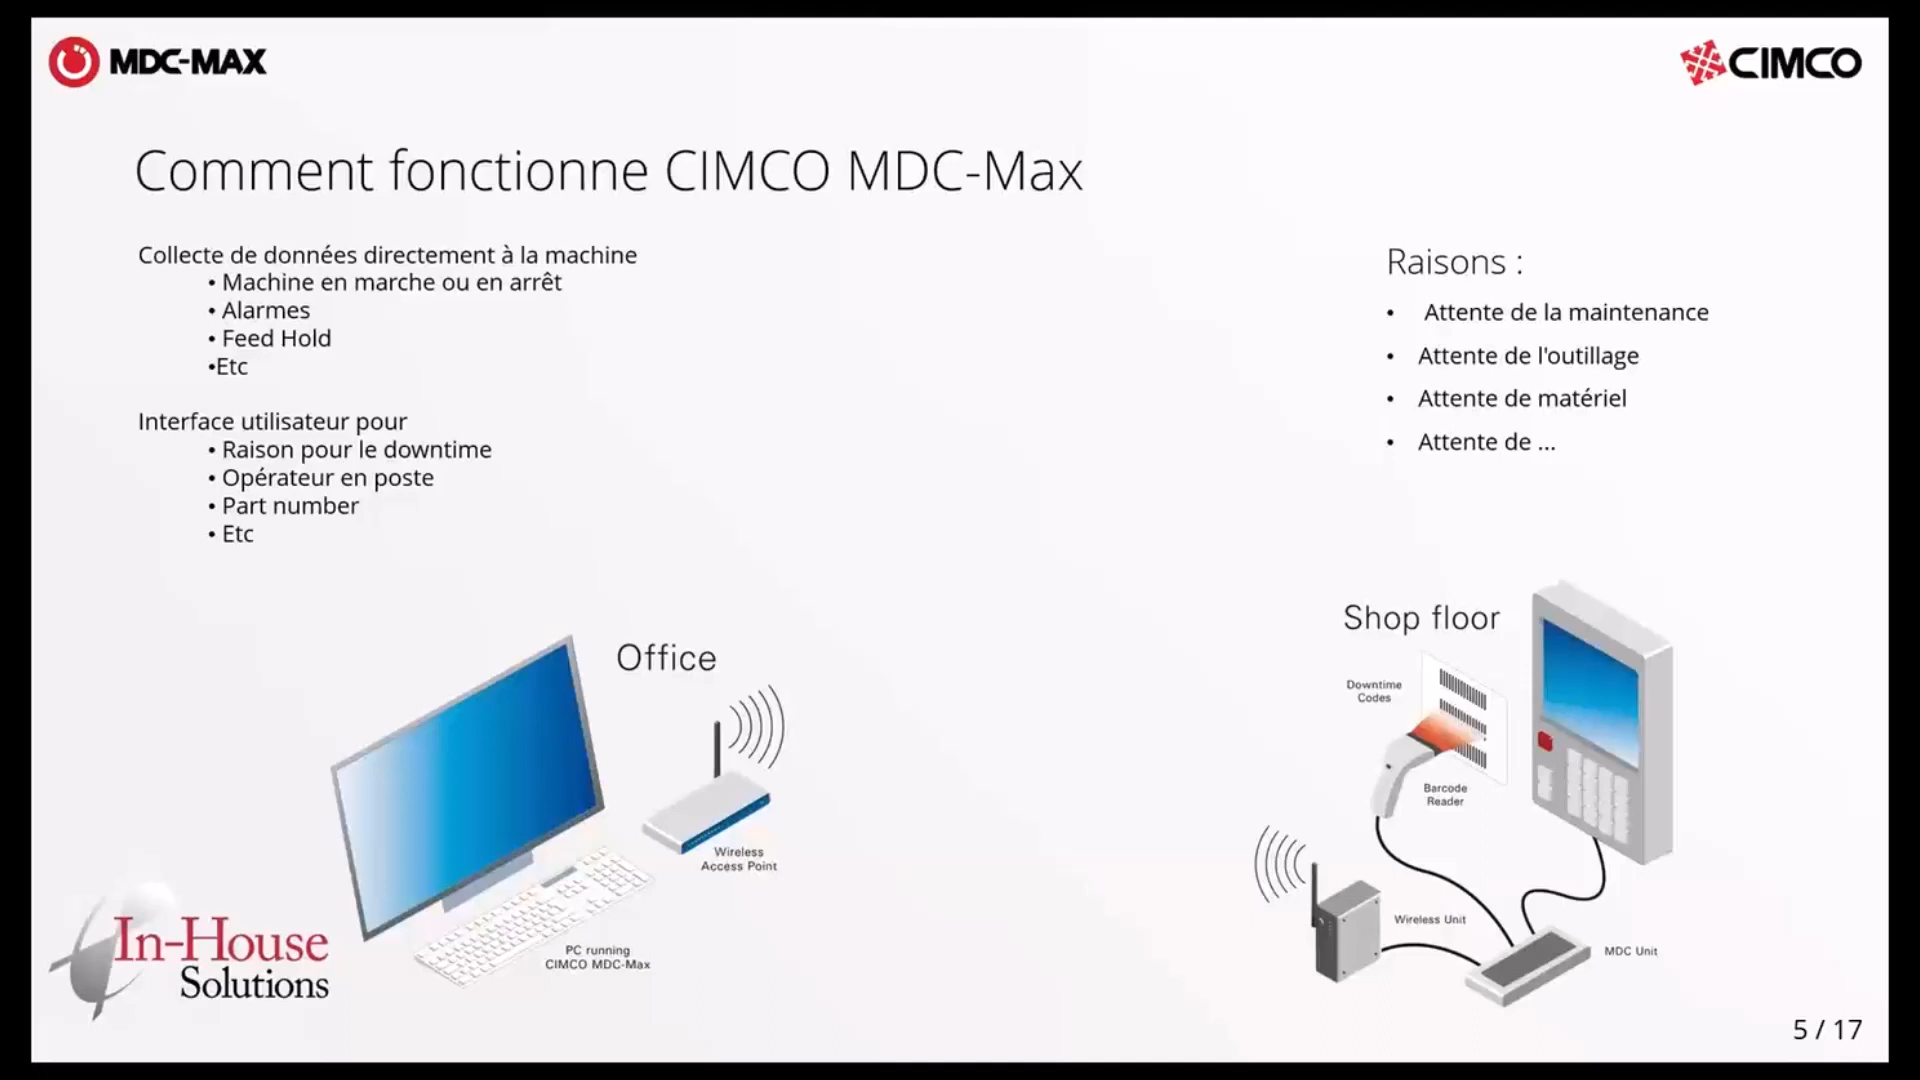 MDC-MAX
CIMCO
Comment fonctionne CIMCO MDC-Max
Collecte de données directement à la machine
• Machine en marche ou en arrêt
• Alarmes
• Feed Hold
•Etc
Interface utilisateur pour
• Raison pour le downtime
• Opérateur en poste
• Part number
• Etc
Raisons :
• Attente de la maintenance
• Attente de l'outillage
• Attente de matériel
• Attente de ...
Office
Wireless
Access Point
PC running
CIMCO MDC-Max
Shop floor
Downtime
Codes
Barcode
Reader
Wireless Unit
MDC Unit
In-House
Solutions
5 / 17